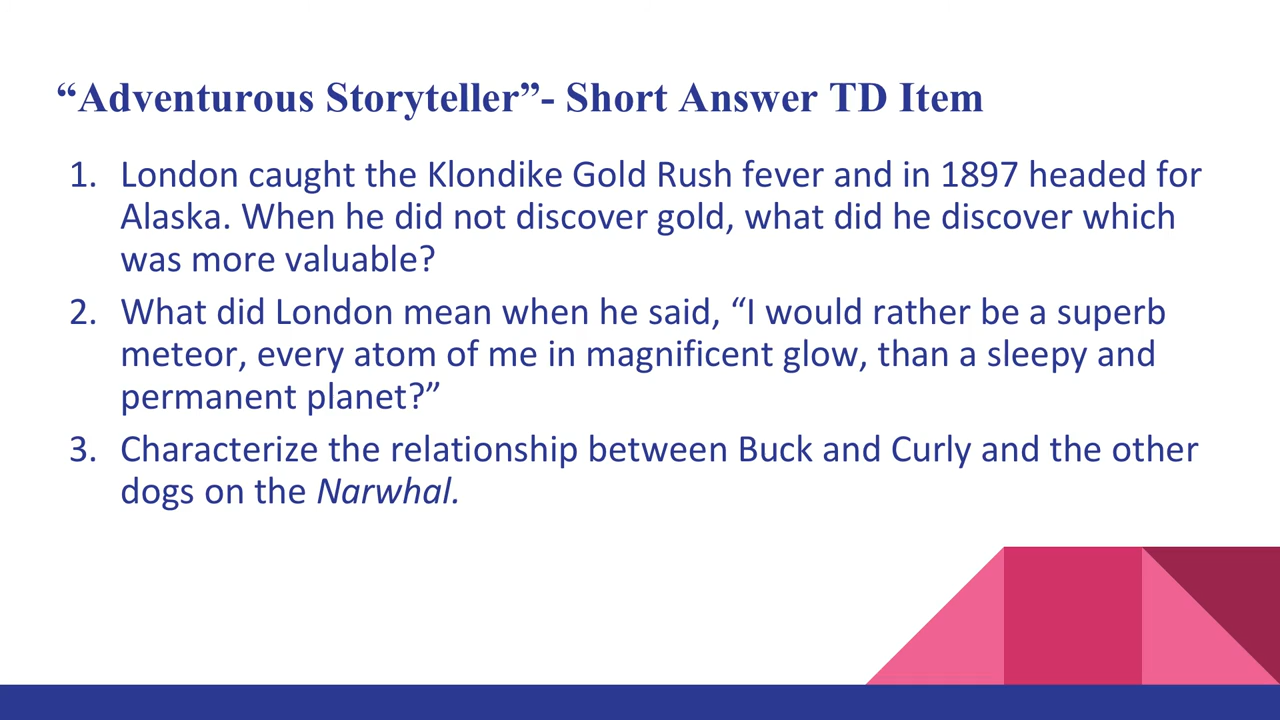 “Adventurous Storyteller”- Short Answer TD Item
1. London caught the Klondike Gold Rush fever and in 1897 headed for
Alaska. When he did not discover gold, what did he discover which
was more valuable?
2. What did London mean when he said, “I would rather be a superb
meteor, every atom of me in magnificent glow, than a sleepy and
permanent planet?”
3. Characterize the relationship between Buck and Curly and the other
dogs on the Narwhal.